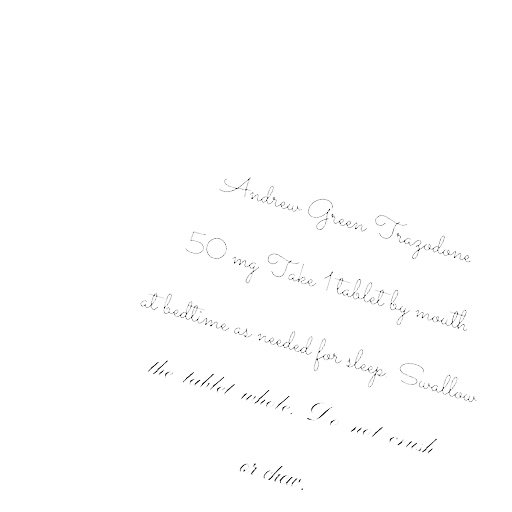 Andrew Green Trazodone
50 mg Take 1 tablet by mouth
at bedtime as needed for sleep Swallow
the tablet whole. Do not crush
or chew.